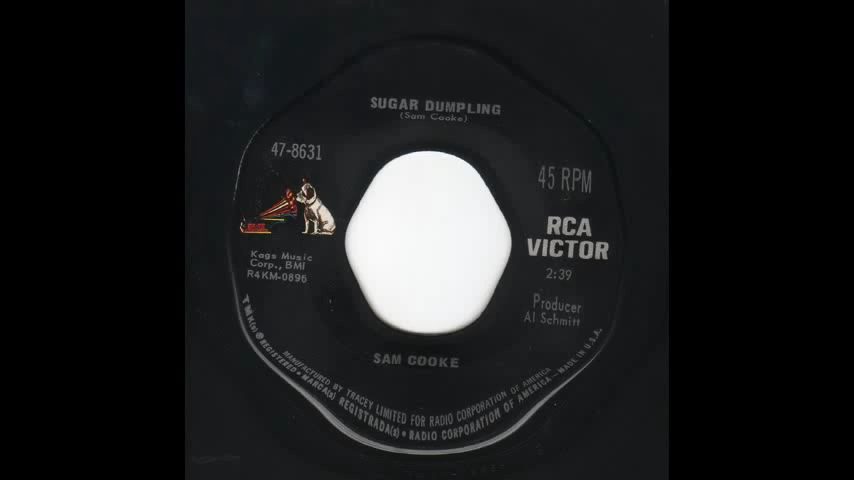 SUGAR DUMPLING
(Sam Cooke)
47-8631
45 RPM
RCA
VICTOR
Kags Music
Corp., BMI
R4KM-0896
2:39
Producer
Al Schmitt
SAM COOKE
TMK(s) ® REGISTERED • MARCA(s) REGISTRADA(s) • RADIO CORPORATION OF AMERICA — MADE IN U.S.A.
MANUFACTURED BY TRACEY LIMITED FOR RADIO CORPORATION OF AMERICA